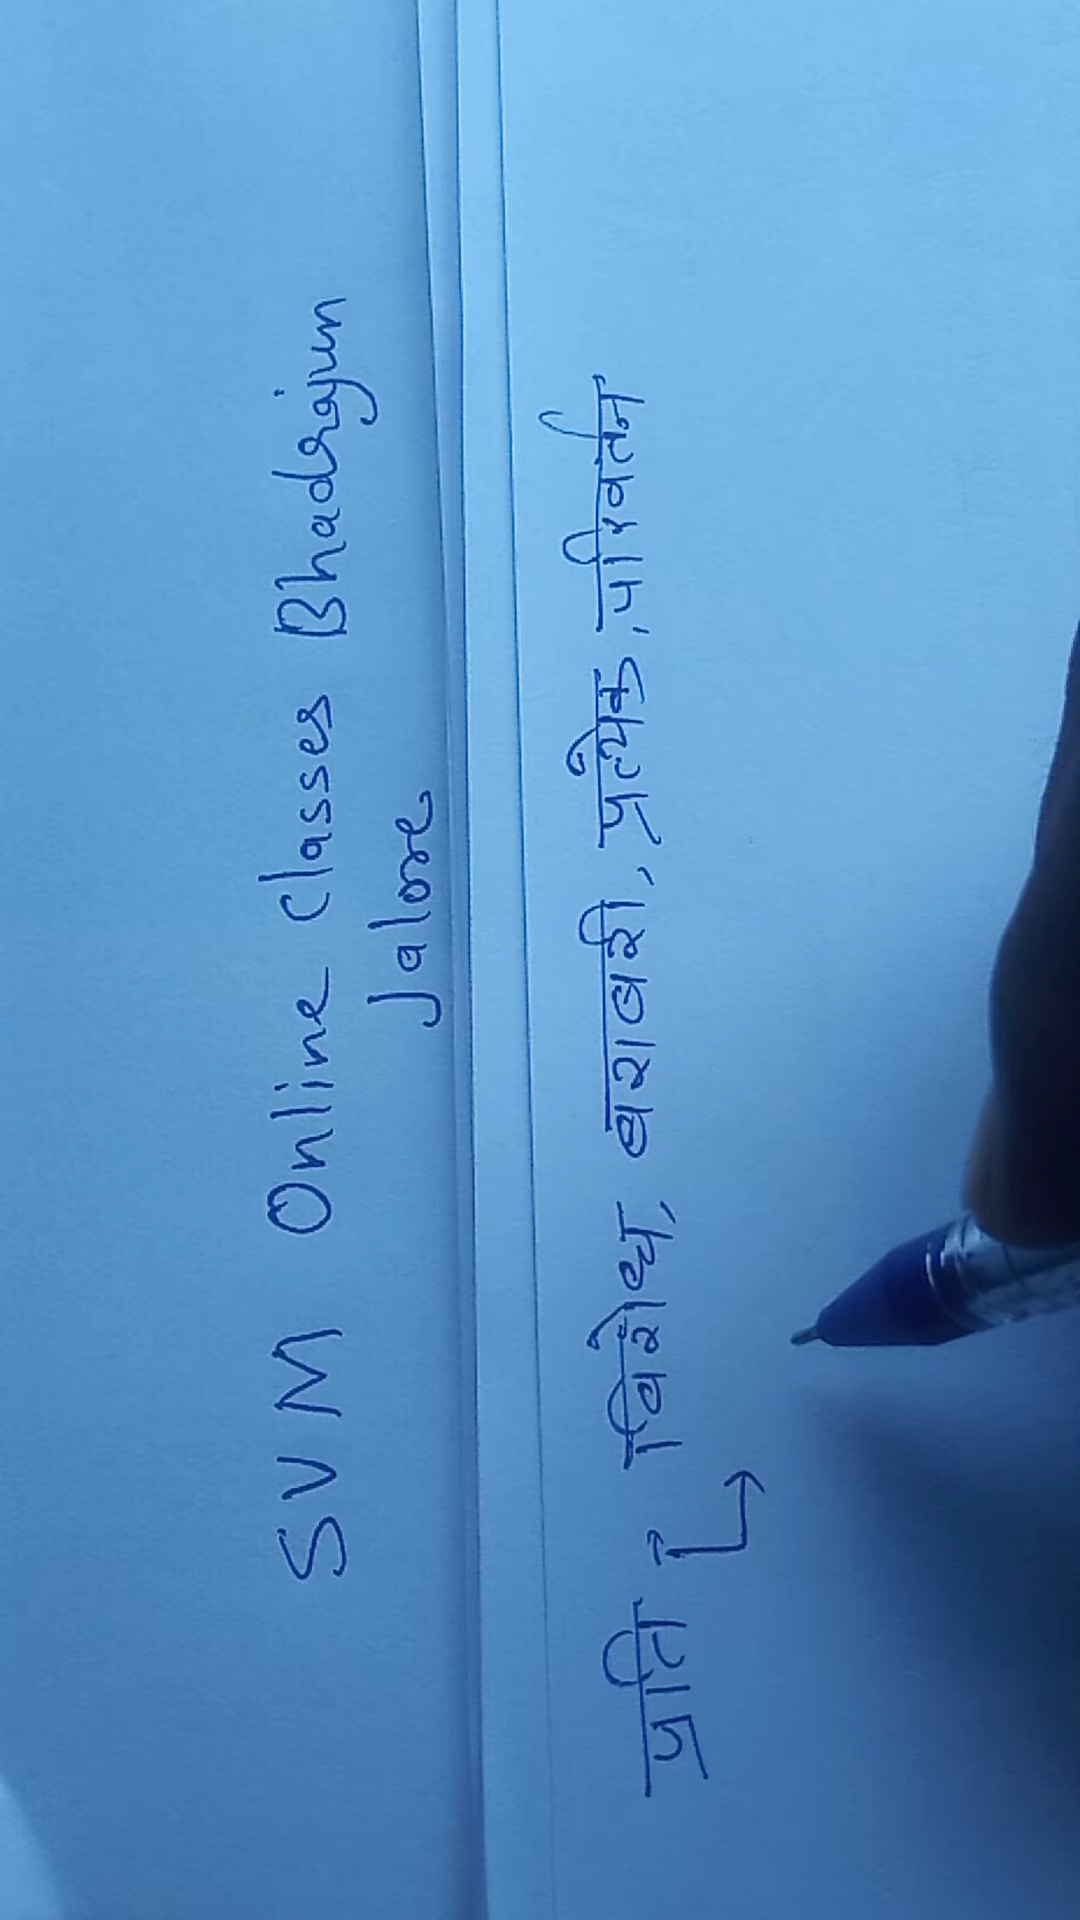 SVM Online Classes Bhadrajun
Jalore
प्रति [→ विरोध, बराबरी, प्रत्येक, परिवर्तन